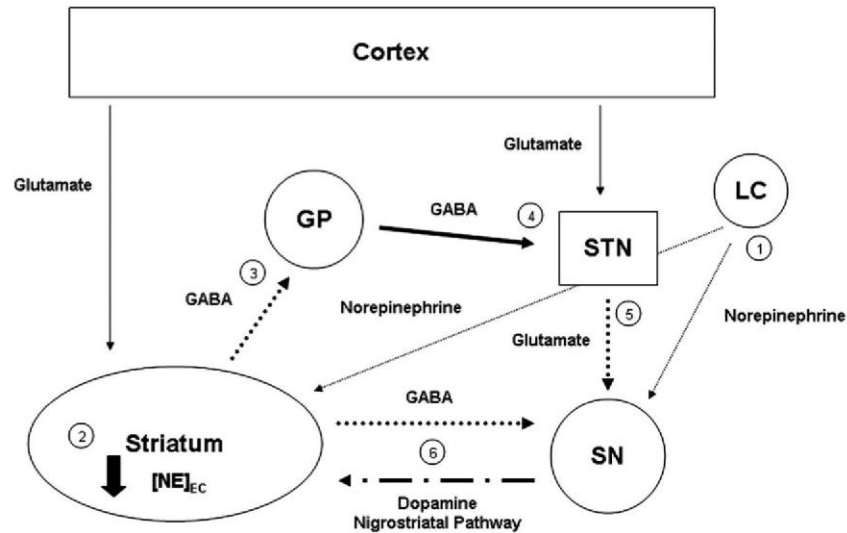 Cortex
Glutamate
Glutamate
LC
GP
GABA
4
STN
1
3
GABA
Norepinephrine
5
Norepinephrine
Glutamate
GABA
2
Striatum
6
SN
[NE]EC
Dopamine
Nigrostriatal Pathway